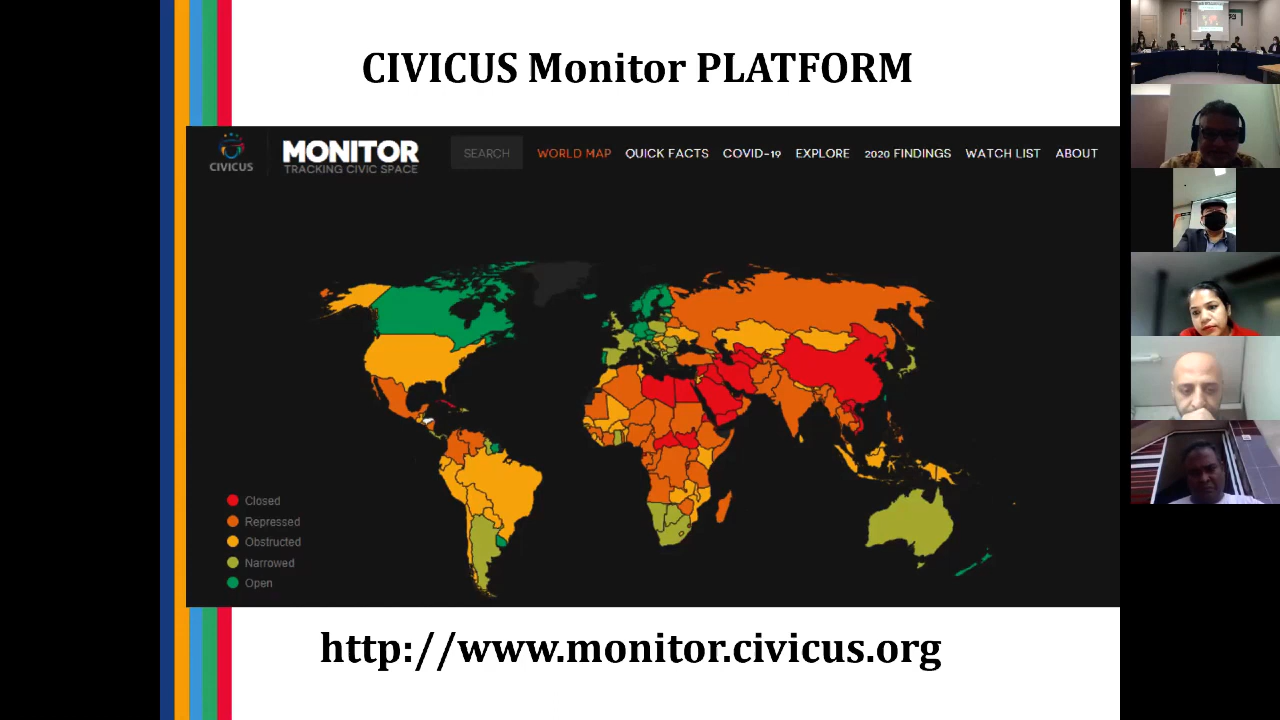 CIVICUS Monitor PLATFORM
CIVICUS
MONITOR
TRACKING CIVIC SPACE
SEARCH WORLD MAP QUICK FACTS COVID-19 EXPLORE 2020 FINDINGS WATCH LIST ABOUT
Closed
Repressed
Obstructed
Narrowed
Open
http://www.monitor.civicus.org